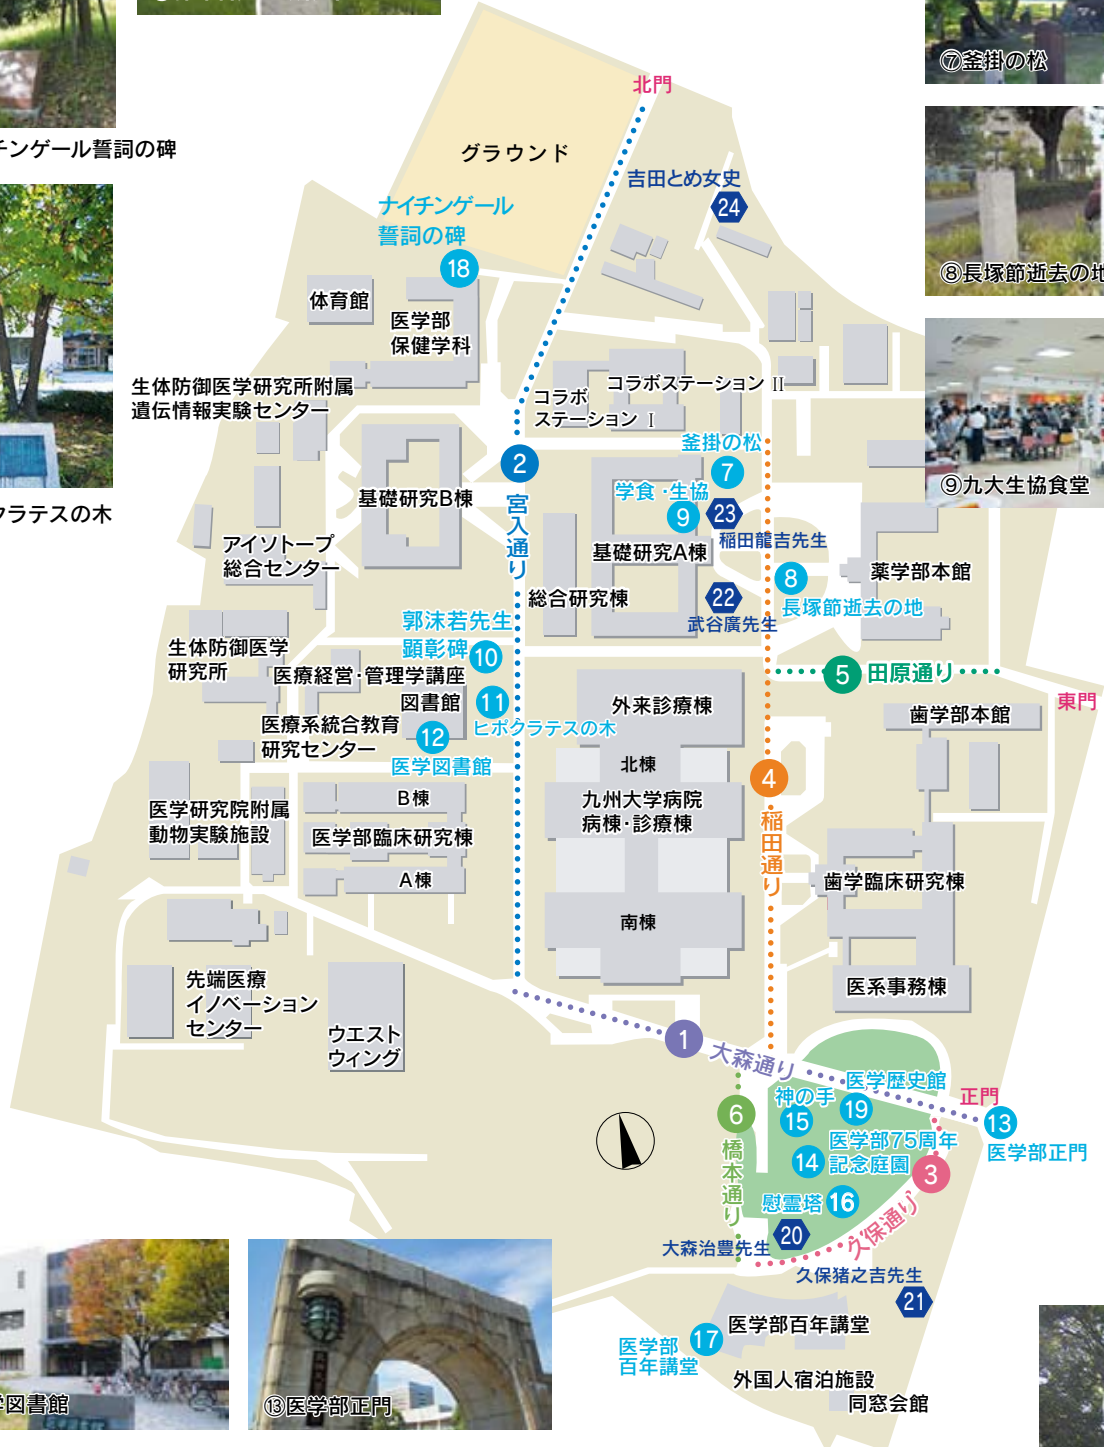 ⑦釜掛の松
北門
グラウンド
チンゲール誓詞の碑
吉田とめ女史
24
ナイチンゲール
誓詞の碑
18
⑧長塚節逝去の地
体育館
医学部
保健学科
生体防御医学研究所附属
遺伝情報実験センター
コラボステーション Ⅱ
コラボ
ステーション Ⅰ
釜掛の松
7
2
宮入通り
学食・生協
9
23
稲田龍吉先生
⑨九大生協食堂
基礎研究B棟
クラテスの木
アイソトープ
総合センター
基礎研究A棟
総合研究棟
8
長塚節逝去の地
薬学部本館
22
武谷廣先生
郭沫若先生
顕彰碑
10
生体防御医学
研究所
医療経営・管理学講座
図書館
11
ヒポクラテスの木
12
医学図書館
医療系統合教育
研究センター
5
田原通り
東門
外来診療棟
歯学部本館
北棟
4
稲田通り
九州大学病院
病棟・診療棟
B棟
医学部臨床研究棟
A棟
医学研究院附属
動物実験施設
南棟
歯学臨床研究棟
医系事務棟
先端医療
イノベーション
センター
ウエスト
ウィング
1
大森通り
医学歴史館
19
正門
13
医学部正門
神の手
15
6
橋本通り
14
医学部75周年
記念庭園
3
久保通り
慰霊塔
16
20
大森治豊先生
久保猪之吉先生
21
医学部百年講堂
17
医学部
百年講堂
外国人宿泊施設
同窓会館
学図書館
⑬医学部正門